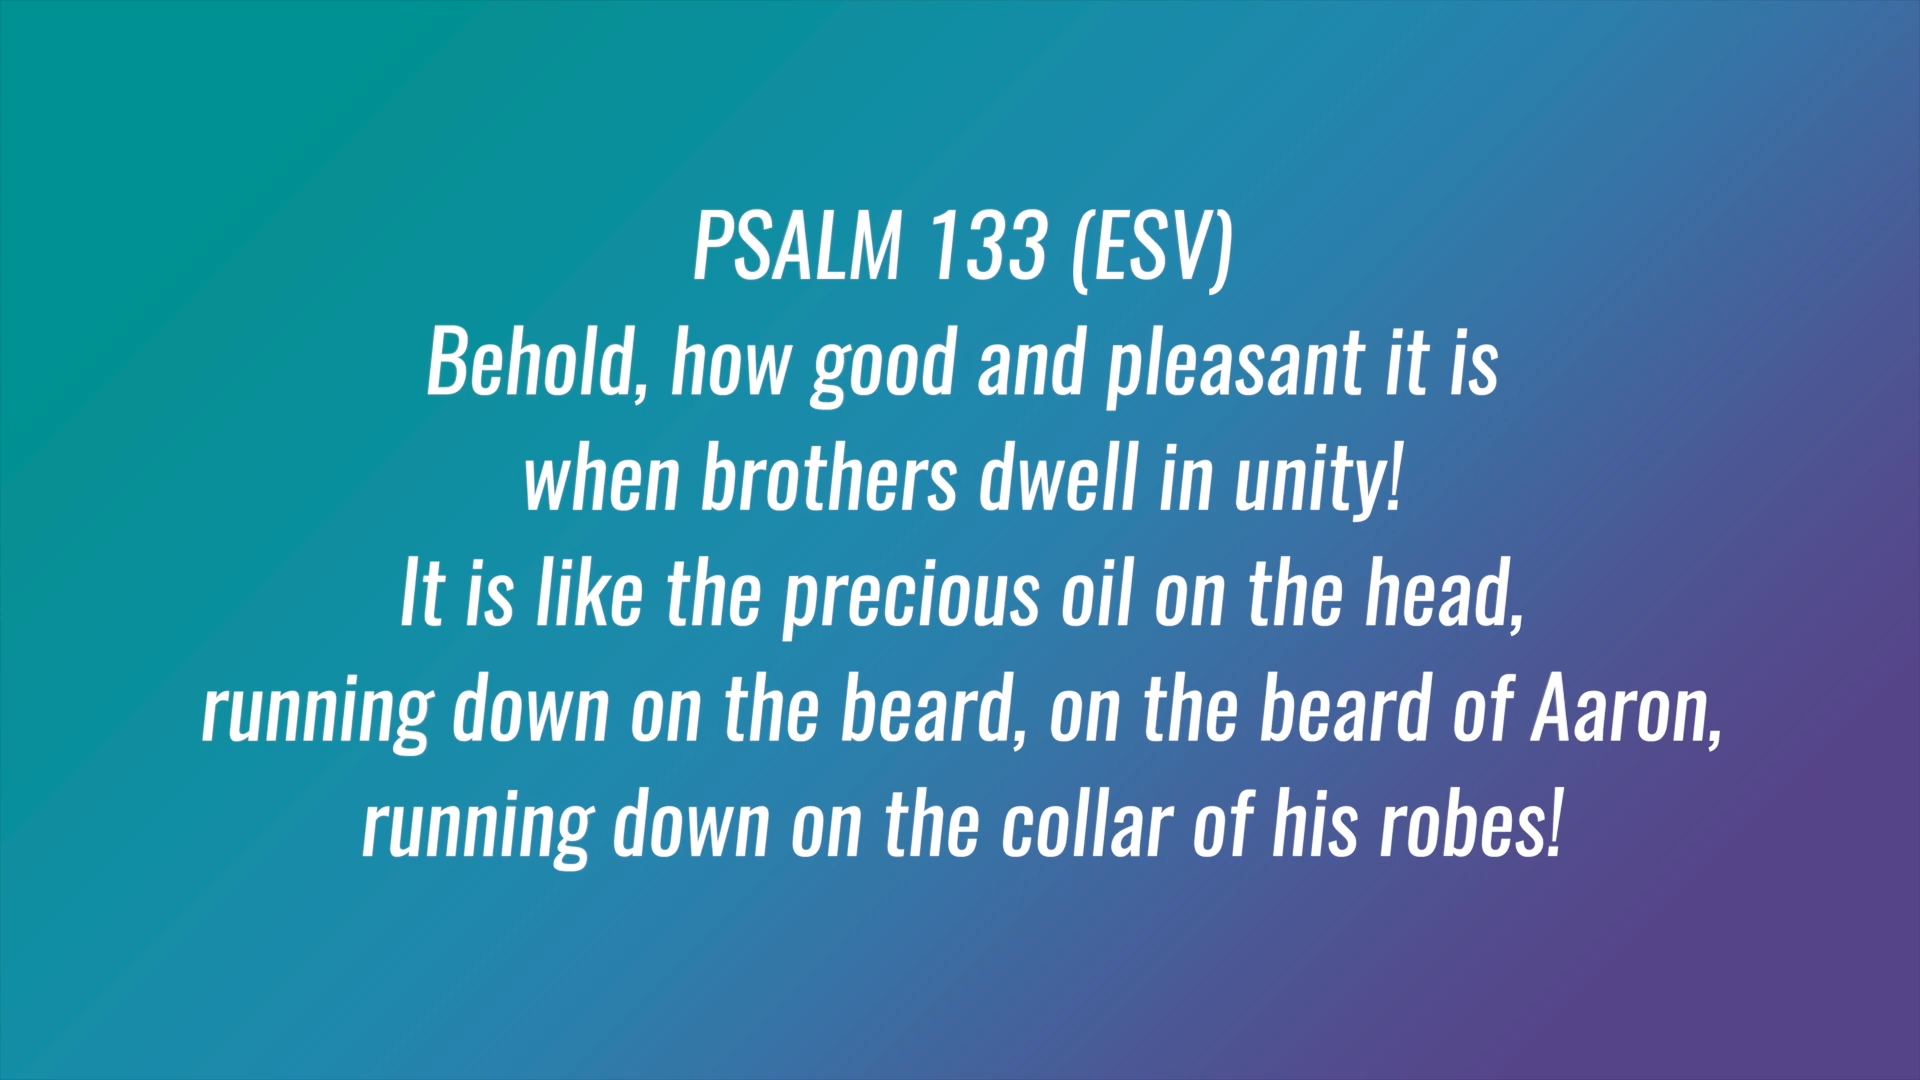 PSALM 133 (ESV)
Behold, how good and pleasant it is
when brothers dwell in unity!
It is like the precious oil on the head,
running down on the beard, on the beard of Aaron,
running down on the collar of his robes!